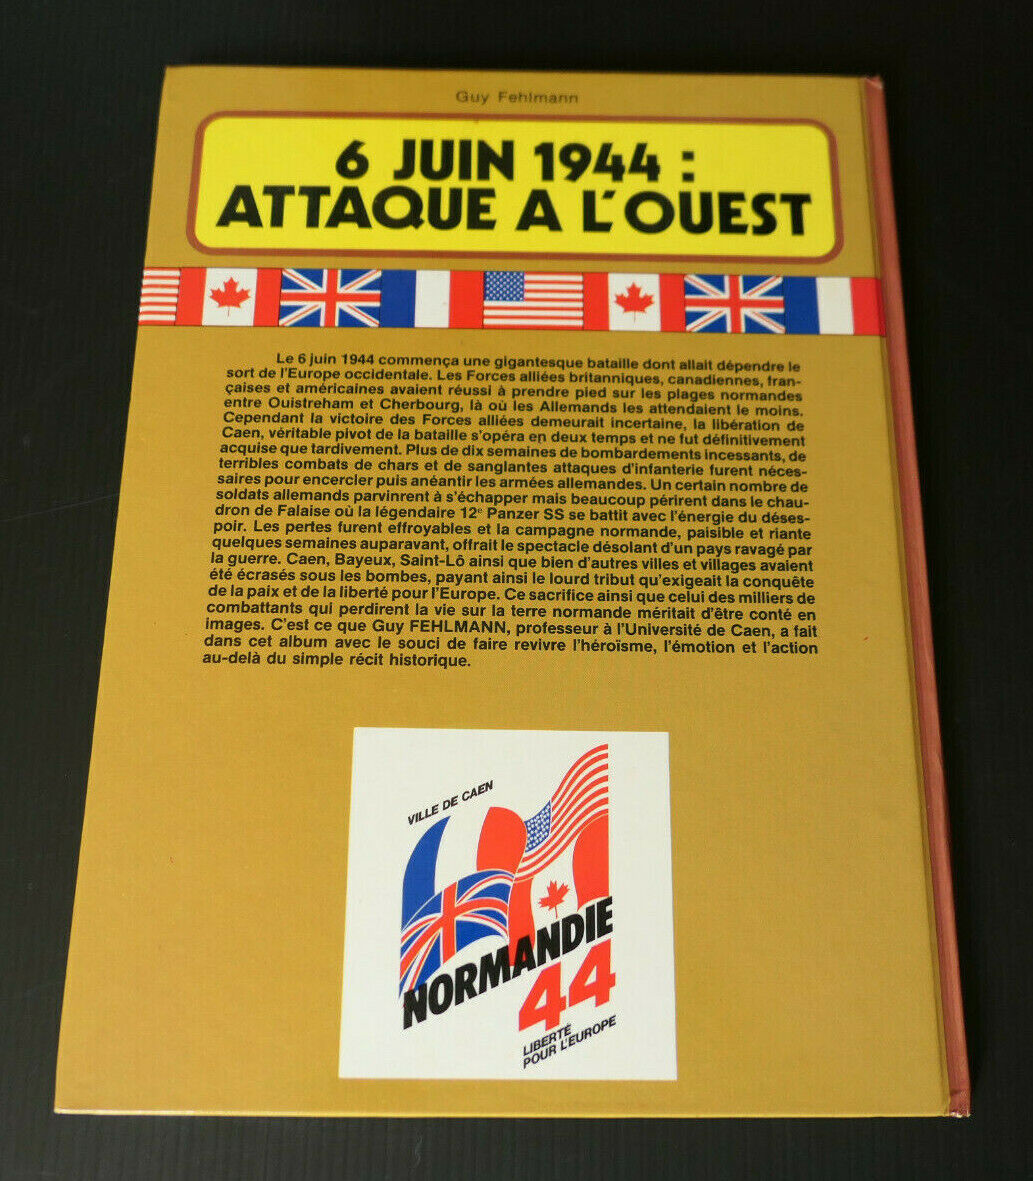 Guy Fehlmann
6 JUIN 1944 :
ATTAQUE A L'OUEST
Le 6 juin 1944 commença une gigantesque bataille dont allait dépendre le
sort de l'Europe occidentale. Les Forces alliées britanniques, canadiennes, fran-
çaises et américaines avaient réussi à prendre pied sur les plages normandes
entre Ouistreham et Cherbourg, là où les Allemands les attendaient le moins.
Cependant la victoire des Forces alliées demeurait incertaine, la libération de
Caen, véritable pivot de la bataille s'opéra en deux temps et ne fut définitivement
acquise que tardivement. Plus de dix semaines de bombardements incessants, de
terribles combats de chars et de sanglantes attaques d'infanterie furent néces-
saires pour encercler puis anéantir les armées allemandes. Un certain nombre de
soldats allemands parvinrent à s'échapper mais beaucoup périrent dans le chau-
dron de Falaise où la légendaire 12e Panzer SS se battit avec l'énergie du déses-
poir. Les pertes furent effroyables et la campagne normande, paisible et riante
quelques semaines auparavant, offrait le spectacle désolant d'un pays ravagé par
la guerre. Caen, Bayeux, Saint-Lô ainsi que bien d'autres villes et villages avaient
été écrasés sous les bombes, payant ainsi le lourd tribut qu'exigeait la conquête
de la paix et de la liberté pour l'Europe. Ce sacrifice ainsi que celui des milliers de
combattants qui perdirent la vie sur la terre normande méritait d'être conté en
images. C'est ce que Guy FEHLMANN, professeur à l'Université de Caen, a fait
dans cet album avec le souci de faire revivre l'héroïsme, l'émotion et l'action
au-delà du simple récit historique.
VILLE DE CAEN
NORMANDIE
44
LIBERTÉ
POUR L'EUROPE